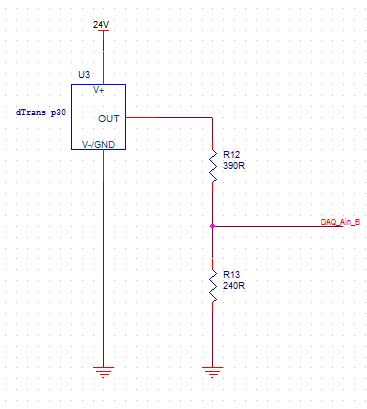 24V
U3
V+
dTrans p30
OUT
V-/GND
R12
390R
DAQ_Ain_B
R13
240R